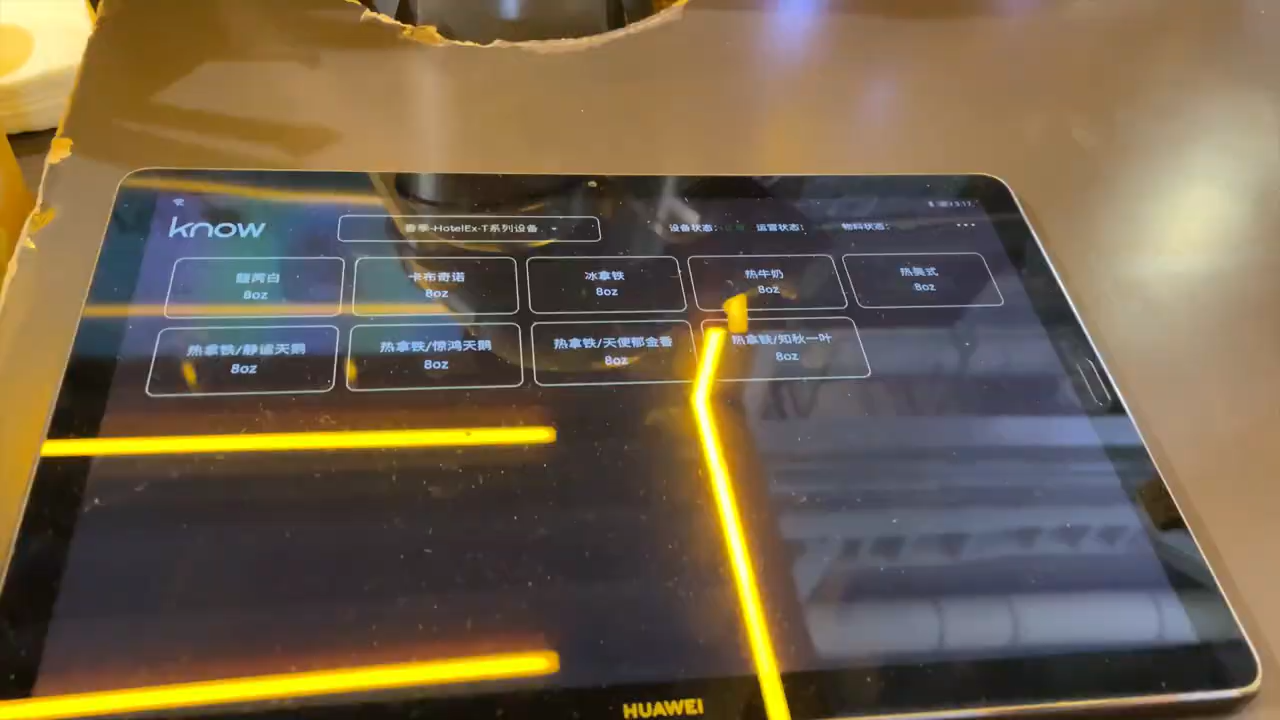 know
春季-HotelEx-T系列设备
设备状态:
运营状态:
物料状态:
馥芮白
8oz
卡布奇诺
8oz
冰拿铁
8oz
热牛奶
8oz
热美式
8oz
热拿铁/静谧天鹅
8oz
热拿铁/惊鸿天鹅
8oz
热拿铁/天使郁金香
8oz
热拿铁/知秋一叶
8oz
HUAWEI